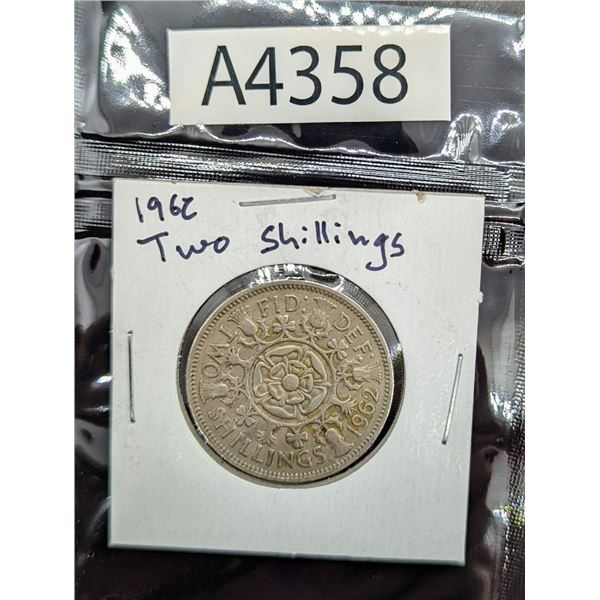 A4358
1962
Two Shillings
FID: DEF:
TWO SHILLINGS 1962